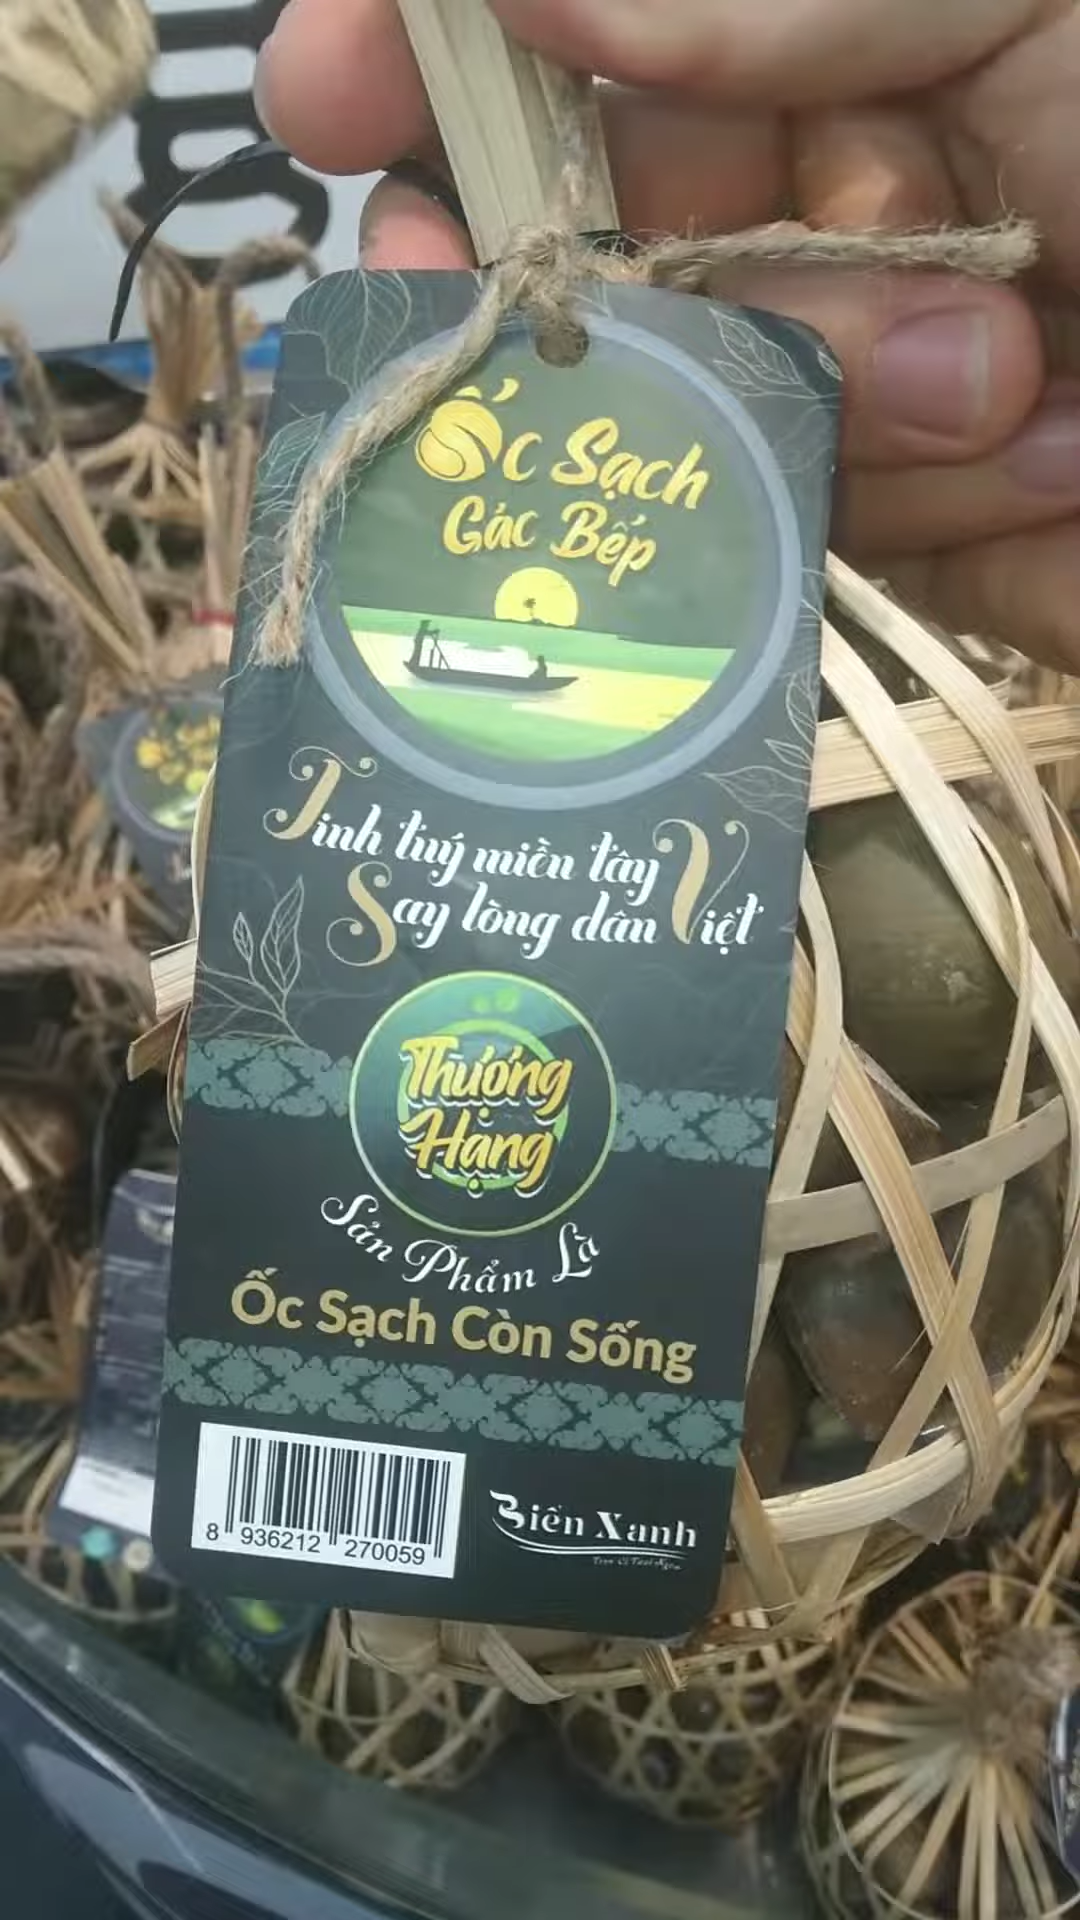 Ốc Sạch
Gác Bếp
Tinh tuý miền tây
Say lòng dân Việt
Thượng
Hạng
Sản Phẩm Là
Ốc Sạch Còn Sống
8 936212 270059
Biển Xanh